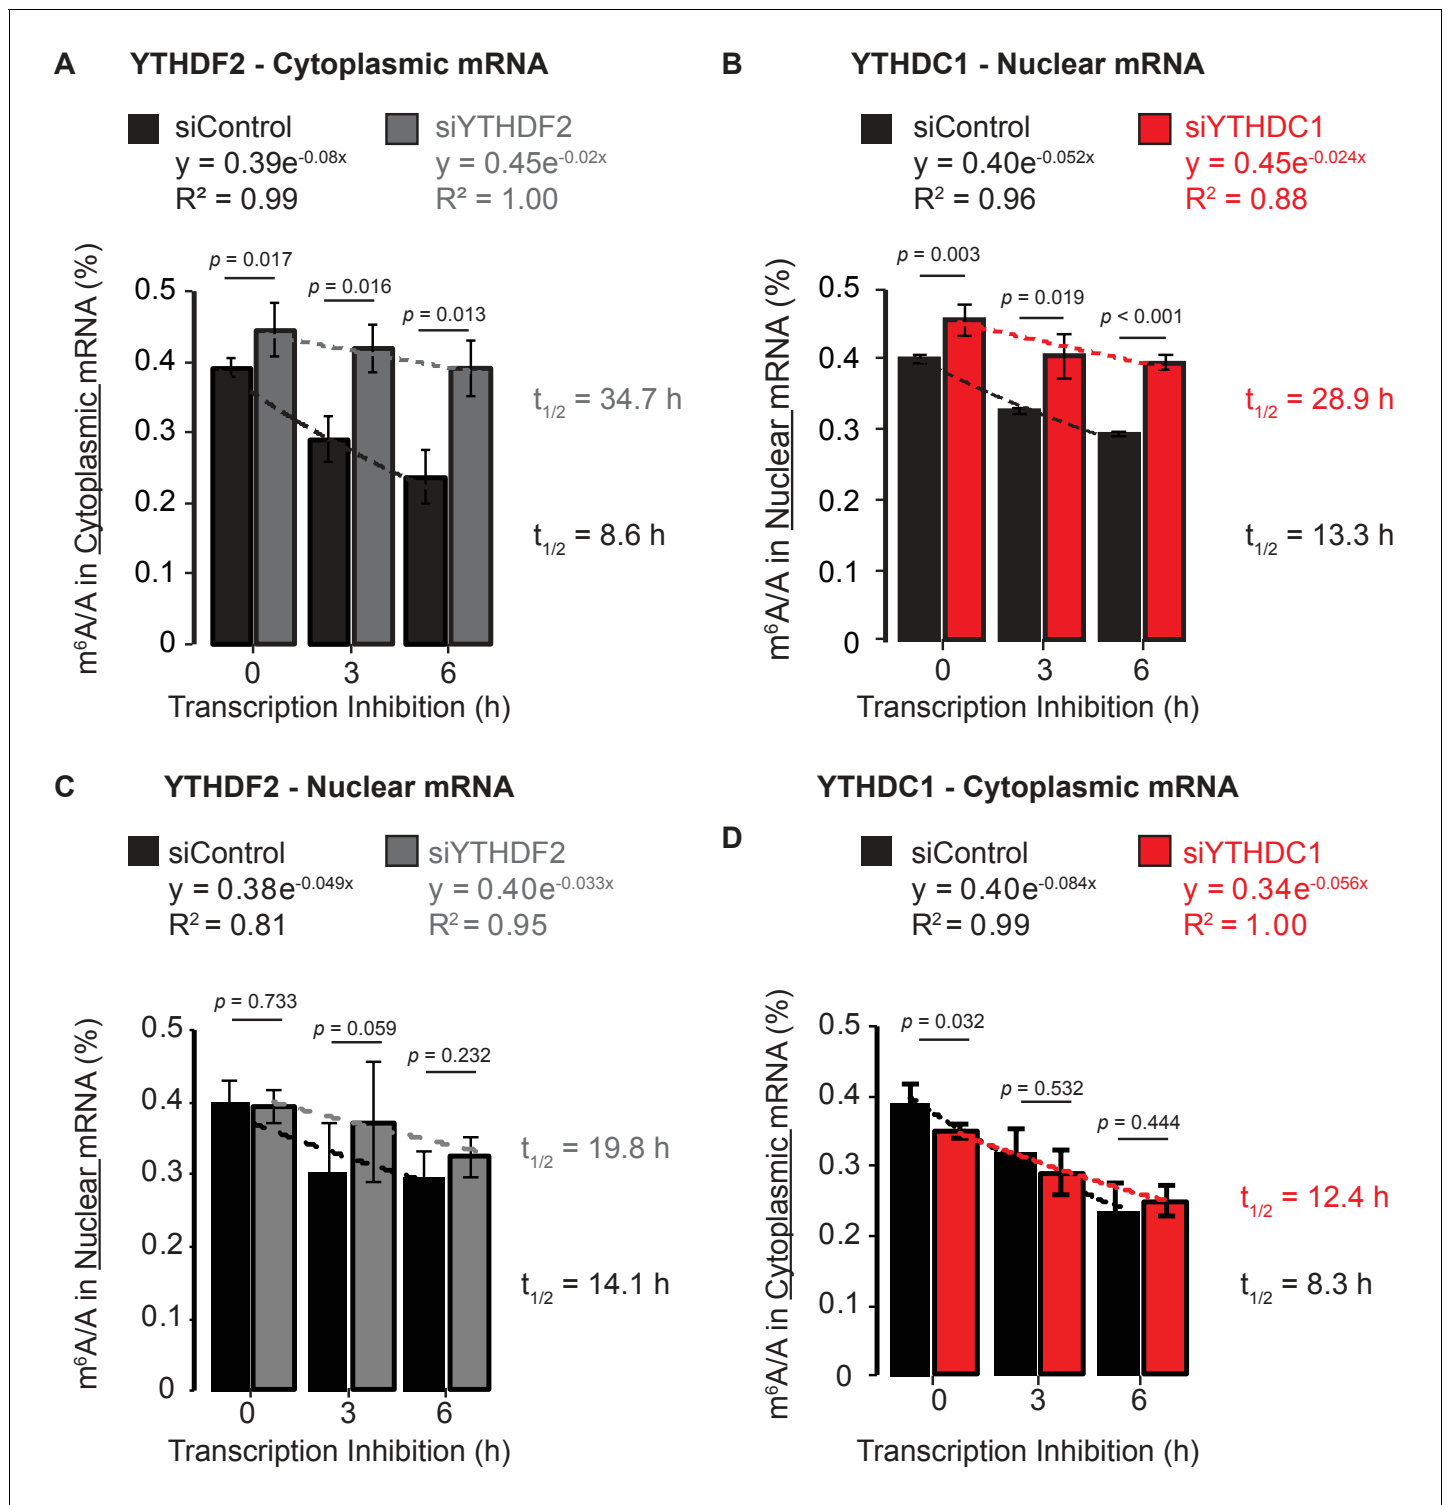 A YTHDF2 - Cytoplasmic mRNA
siControl siYTHDF2
y = 0.39e^-0.08x y = 0.45e^-0.02x
R² = 0.99 R² = 1.00
m⁶A/A in Cytoplasmic mRNA (%)
p = 0.017
p = 0.016
p = 0.013
0.5
0.4
0.3
0.2
0.1
0
t1/2 = 34.7 h
t1/2 = 8.6 h
0 3 6
Transcription Inhibition (h)
B YTHDC1 - Nuclear mRNA
siControl siYTHDC1
y = 0.40e^-0.052x y = 0.45e^-0.024x
R² = 0.96 R² = 0.88
m⁶A/A in Nuclear mRNA (%)
p = 0.003
p = 0.019
p < 0.001
0.5
0.4
0.3
0.2
0.1
0
t1/2 = 28.9 h
t1/2 = 13.3 h
0 3 6
Transcription Inhibition (h)
C YTHDF2 - Nuclear mRNA
siControl siYTHDF2
y = 0.38e^-0.049x y = 0.40e^-0.033x
R² = 0.81 R² = 0.95
m⁶A/A in Nuclear mRNA (%)
p = 0.733
p = 0.059
p = 0.232
0.5
0.4
0.3
0.2
0.1
0
t1/2 = 19.8 h
t1/2 = 14.1 h
0 3 6
Transcription Inhibition (h)
YTHDC1 - Cytoplasmic mRNA
D
siControl siYTHDC1
y = 0.40e^-0.084x y = 0.34e^-0.056x
R² = 0.99 R² = 1.00
m⁶A/A in Cytoplasmic mRNA (%)
p = 0.032
p = 0.532
p = 0.444
0.5
0.4
0.3
0.2
0.1
0
t1/2 = 12.4 h
t1/2 = 8.3 h
0 3 6
Transcription Inhibition (h)